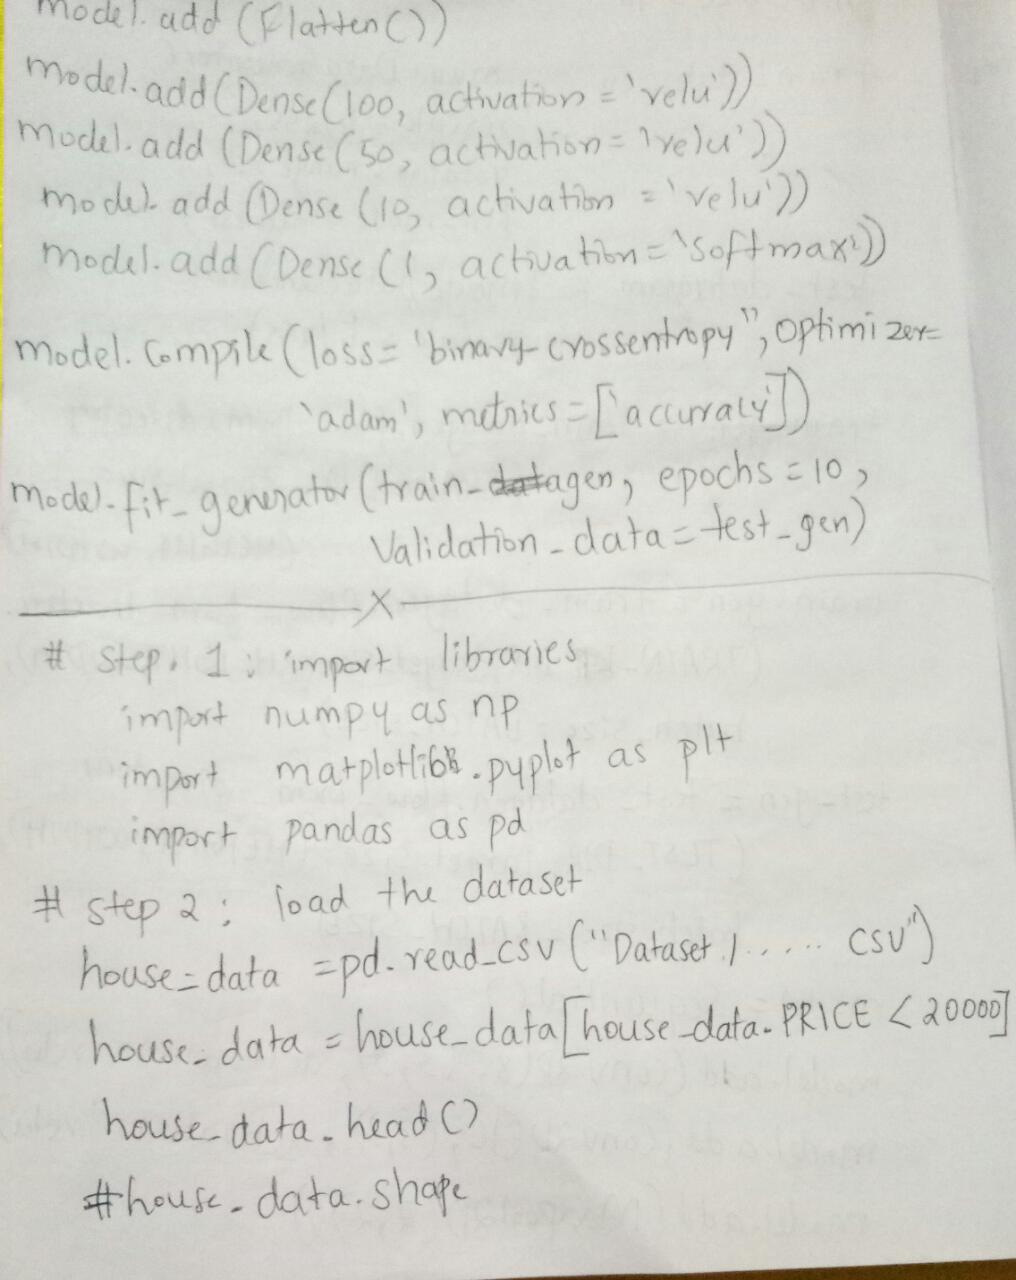 model.add(Flatten())
model.add(Dense(100, activation='relu'))
model.add(Dense(50, activation='relu'))
model.add(Dense(10, activation='relu'))
model.add(Dense(1, activation='softmax'))
model.compile(loss="binary-crossentropy", optimizer=
'adam', metrics=['accuracy'])
model.fit_generator(train-datagen, epochs=10,
Validation_data=test_gen)
X
# step. 1: import libraries
import numpy as np
import matplotlib.pyplot as plt
import pandas as pd
# step 2: load the dataset
house_data =pd.read_csv("Dataset/..... csv")
house_data = house_data[house_data.PRICE < 20000]
house_data.head()
#house_data.shape